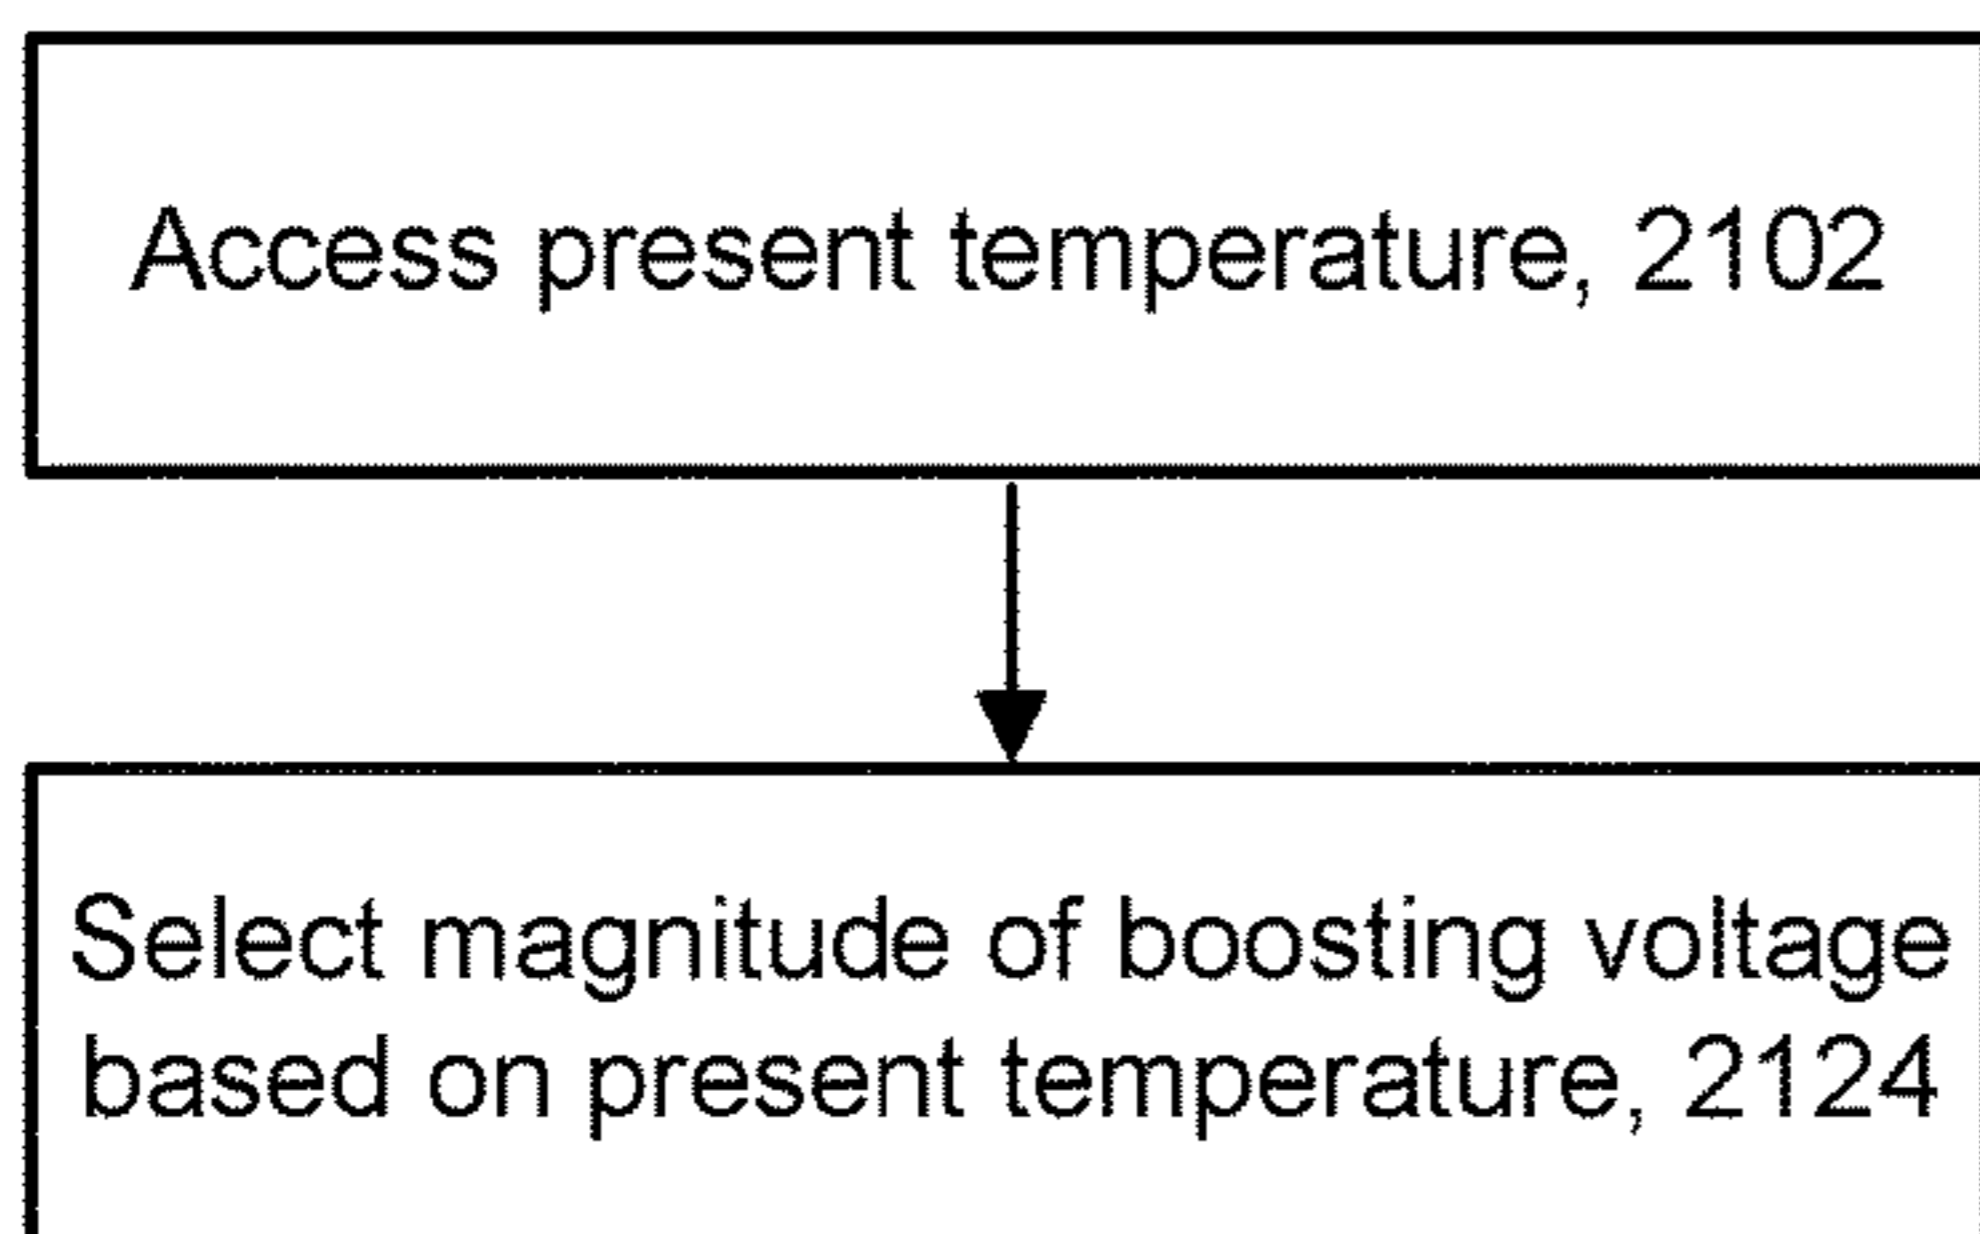 Access present temperature, 2102
Select magnitude of boosting voltage
based on present temperature, 2124